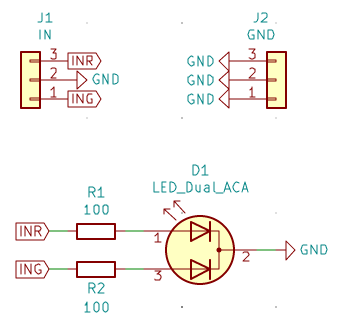 J1
IN
3 INR
2 GND
1 ING
J2
GND
GND 3
GND 2
GND 1
D1
LED_Dual_ACA
R1
100
INR
1
ING
3
2 GND
R2
100